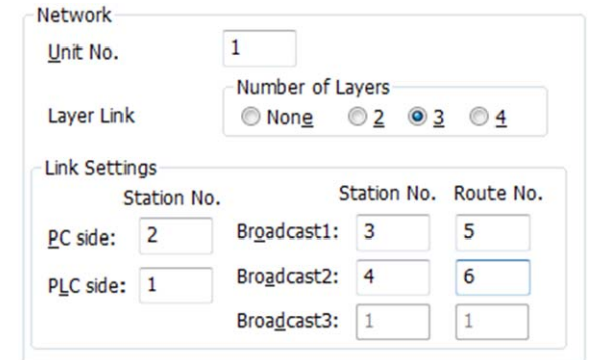 Network
Unit No. 1
Number of Layers
Layer Link None 2 3 4
Link Settings
Station No. Station No. Route No.
PC side: 2 Broadcast1: 3 5
PLC side: 1 Broadcast2: 4 6
Broadcast3: 1 1